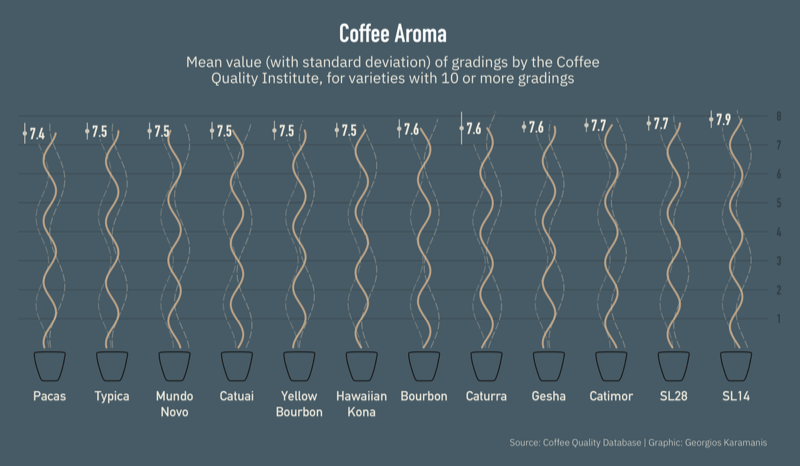 Coffee Aroma
Mean value (with standard deviation) of gradings by the Coffee
Quality Institute, for varieties with 10 or more gradings
7.4
7.5
7.5
7.5
7.5
7.5
7.6
7.6
7.6
7.7
7.7
7.9
8
7
6
5
4
3
2
1
Pacas
Typica
Mundo
Novo
Catuai
Yellow
Bourbon
Hawaiian
Kona
Bourbon
Caturra
Gesha
Catimor
SL28
SL14
Source: Coffee Quality Database | Graphic: Georgios Karamanis